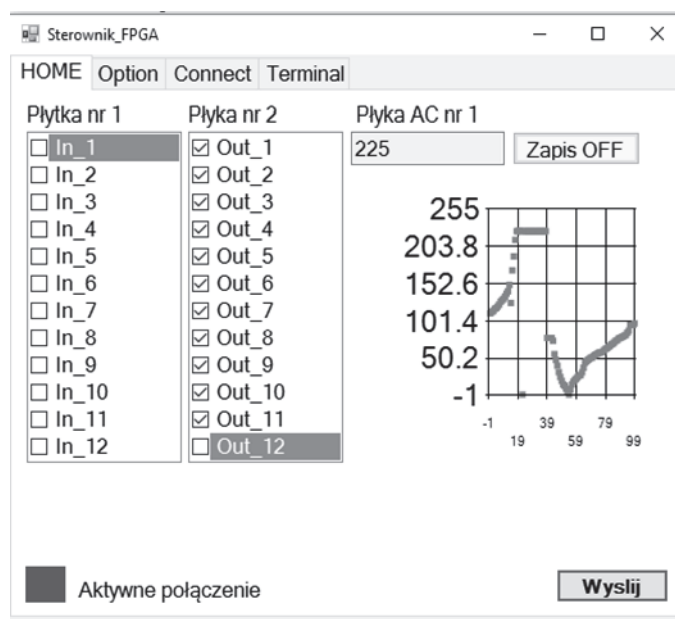 Sterownik_FPGA
HOME Option Connect Terminal
Płytka nr 1
In_1
In_2
In_3
In_4
In_5
In_6
In_7
In_8
In_9
In_10
In_11
In_12
Płyka nr 2
Out_1
Out_2
Out_3
Out_4
Out_5
Out_6
Out_7
Out_8
Out_9
Out_10
Out_11
Out_12
Płyka AC nr 1
225 Zapis OFF
255
203.8
152.6
101.4
50.2
-1
-1 39 79
19 59 99
Aktywne połączenie
Wyslij